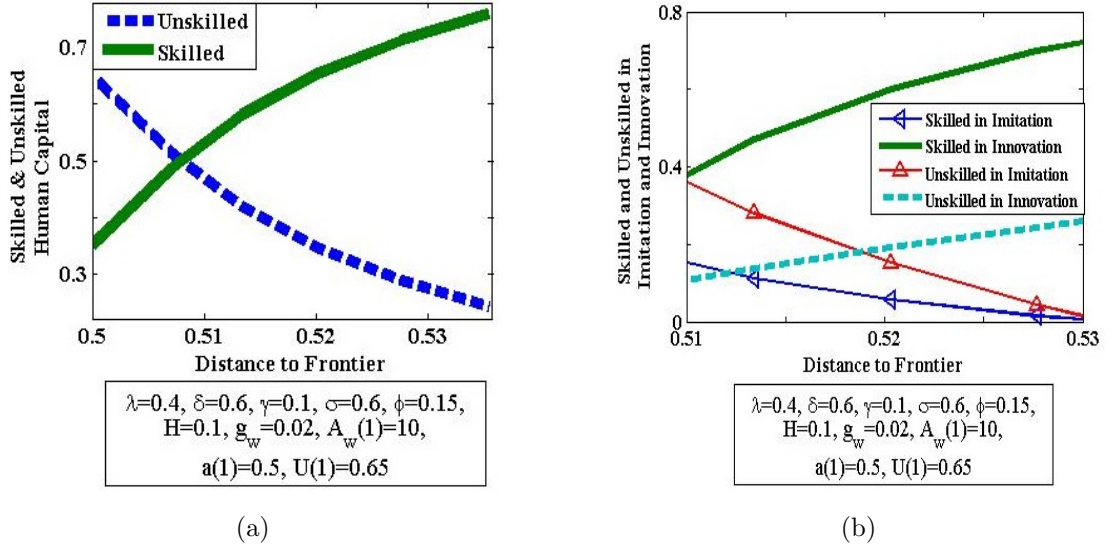 Unskilled
Skilled
Skilled & Unskilled
Human Capital
0.7
0.5
0.3
0.5
0.51
0.52
0.53
Distance to Frontier
λ=0.4, δ=0.6, γ=0.1, σ=0.6, ϕ=0.15,
H=0.1, g_w=0.02, A_w(1)=10,
a(1)=0.5, U(1)=0.65
(a)
Skilled and Unskilled in
Imitation and Innovation
0.8
0.4
0
Skilled in Imitation
Skilled in Innovation
Unskilled in Imitation
Unskilled in Innovation
0.51
0.52
0.53
Distance to Frontier
λ=0.4, δ=0.6, γ=0.1, σ=0.6, ϕ=0.15,
H=0.1, g_w=0.02, A_w(1)=10,
a(1)=0.5, U(1)=0.65
(b)